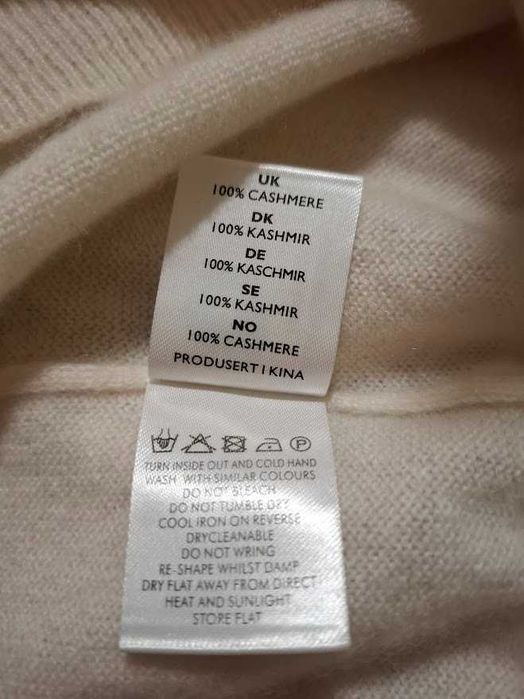 UK
100% CASHMERE
DK
100% KASHMIR
DE
100% KASCHMIR
SE
100% KASHMIR
NO
100% CASHMERE
PRODUSERT I KINA
P
TURN INSIDE OUT AND COLD HAND
WASH WITH SIMILAR COLOURS
DO NOT BLEACH
DO NOT TUMBLE DRY
COOL IRON ON REVERSE
DRYCLEANABLE
DO NOT WRING
RE-SHAPE WHILST DAMP
DRY FLAT AWAY FROM DIRECT
HEAT AND SUNLIGHT
STORE FLAT